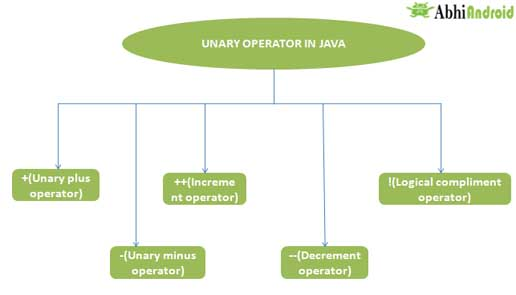 AbhiAndroid
UNARY OPERATOR IN JAVA
+(Unary plus
operator)
++(Increme
nt operator)
!(Logical compliment
operator)
-(Unary minus
operator)
--(Decrement
operator)